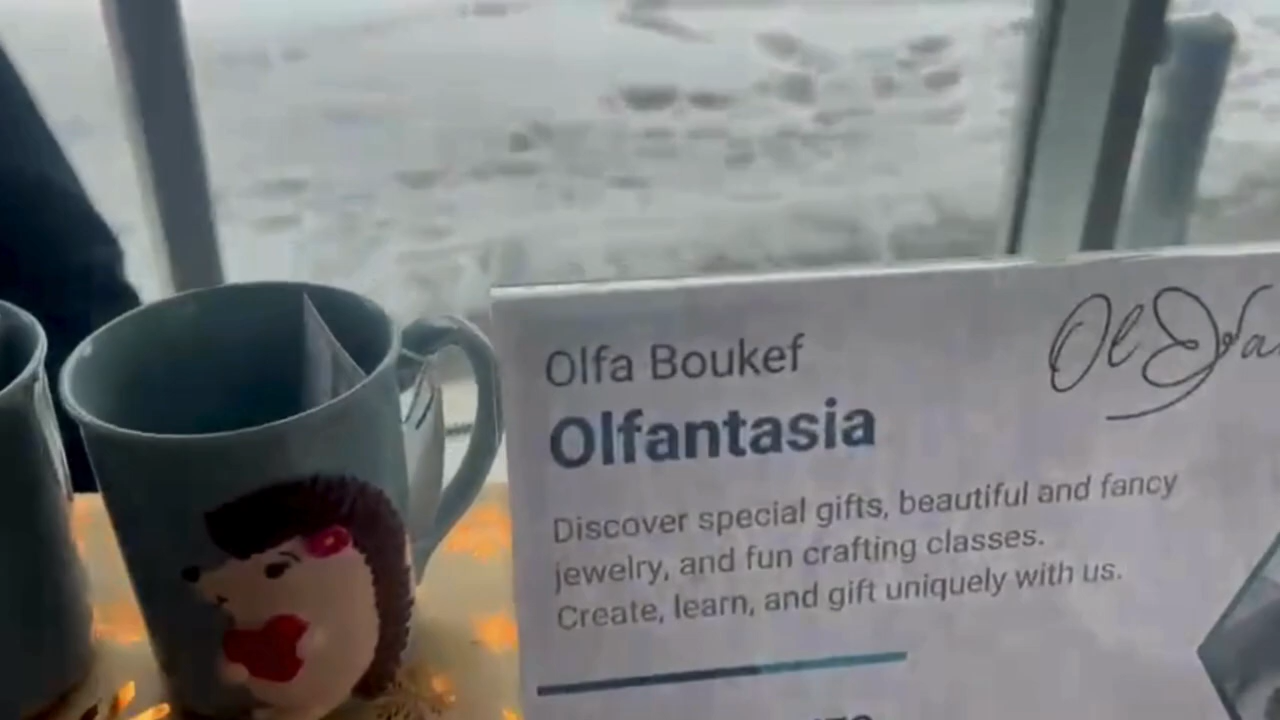 Olfa Boukef
Olfantasia
Discover special gifts, beautiful and fancy
jewelry, and fun crafting classes.
Create, learn, and gift uniquely with us.